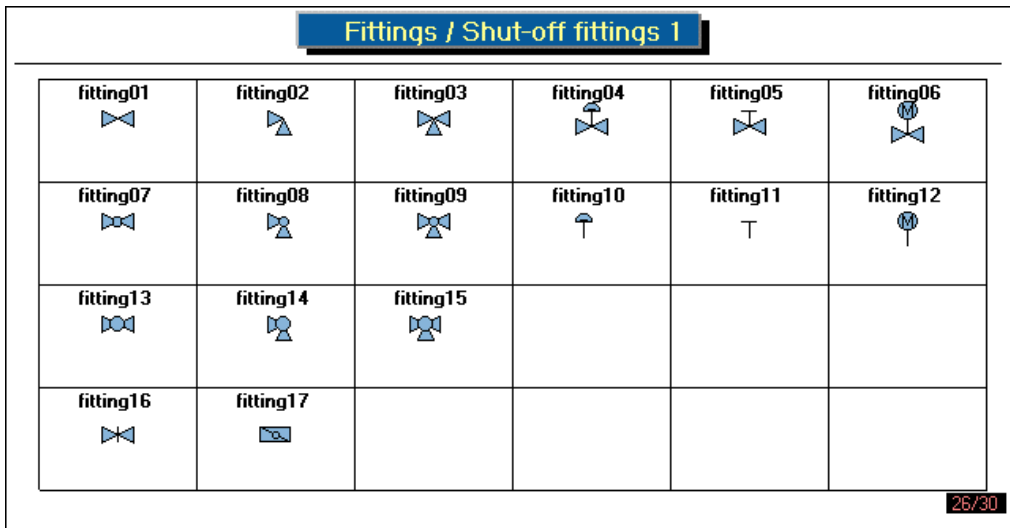 Fittings / Shut-off fittings 1
fitting01 fitting02 fitting03 fitting04 fitting05 fitting06
M
fitting07 fitting08 fitting09 fitting10 fitting11 fitting12
M
fitting13 fitting14 fitting15
fitting16 fitting17
26/30